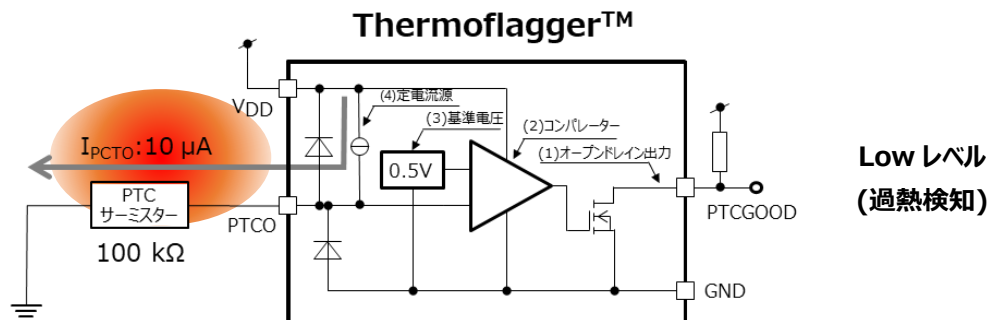 Thermoflagger™
(4)定電流源
VDD
(3)基準電圧
(2)コンパレーター
IPCTO:10 µA
(1)オープンドレイン出力
0.5V
Low レベル
(過熱検知)
PTC
サーミスター
PTCO
PTCGOOD
100 kΩ
GND